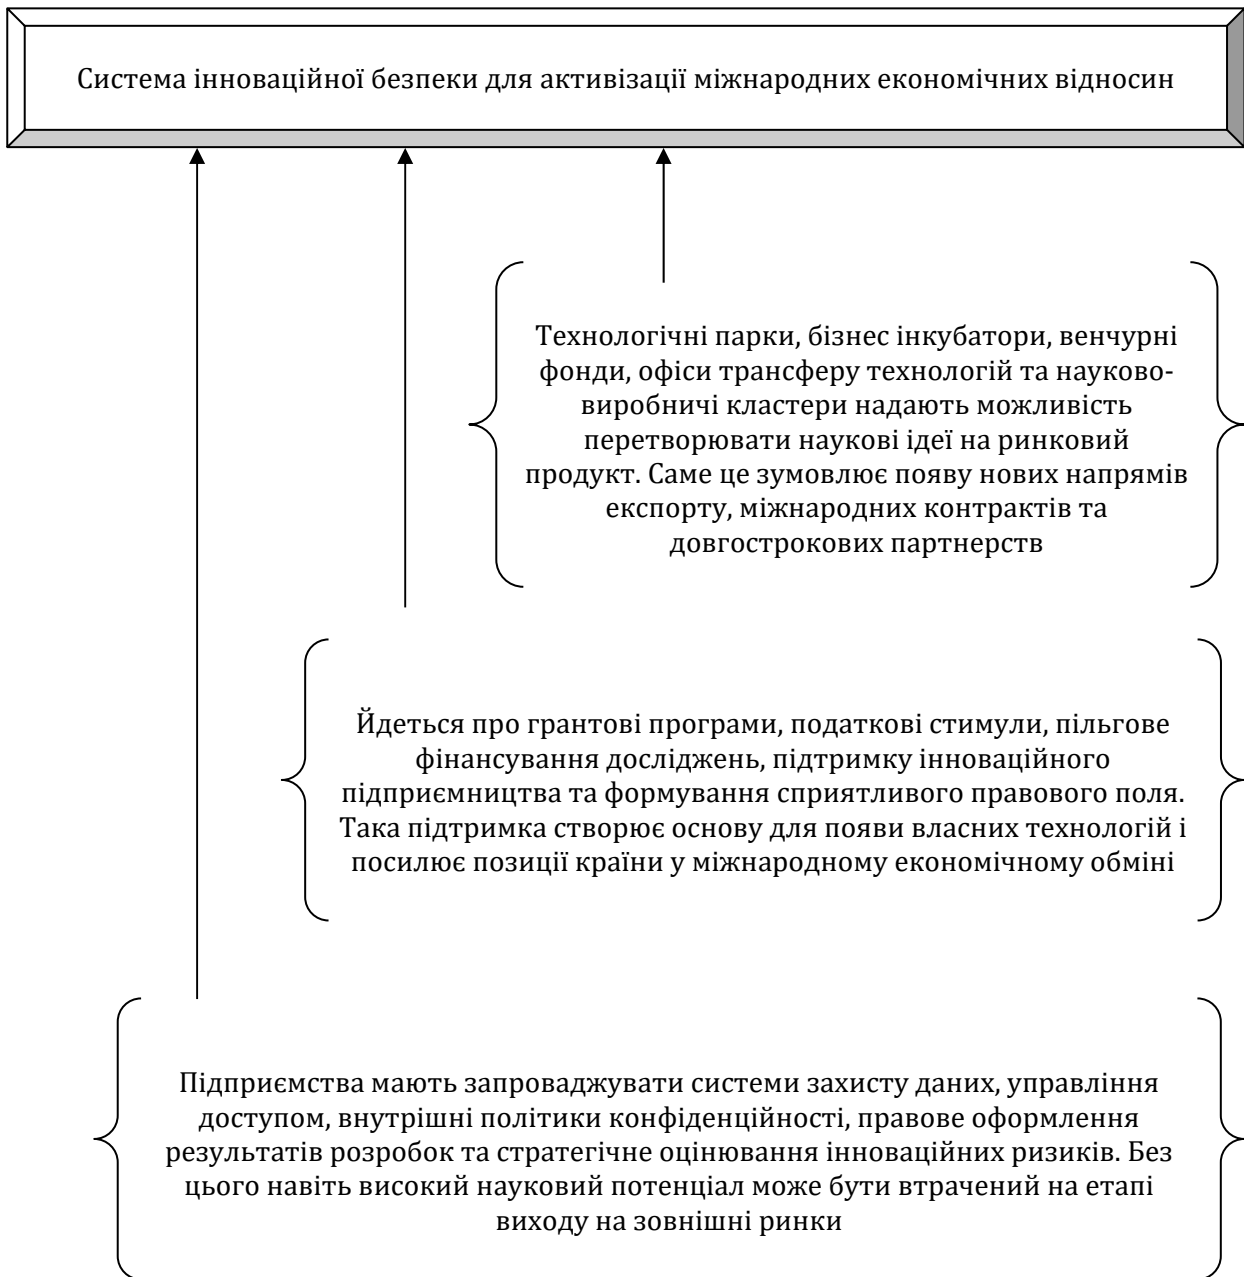 Система інноваційної безпеки для активізації міжнародних економічних відносин
Технологічні парки, бізнес інкубатори, венчурні
фонди, офіси трансферу технологій та науково-
виробничі кластери надають можливість
перетворювати наукові ідеї на ринковий
продукт. Саме це зумовлює появу нових напрямів
експорту, міжнародних контрактів та
довгострокових партнерств
Йдеться про грантові програми, податкові стимули, пільгове
фінансування досліджень, підтримку інноваційного
підприємництва та формування сприятливого правового поля.
Така підтримка створює основу для появи власних технологій і
посилює позиції країни у міжнародному економічному обміні
Підприємства мають запроваджувати системи захисту даних, управління
доступом, внутрішні політики конфіденційності, правове оформлення
результатів розробок та стратегічне оцінювання інноваційних ризиків. Без
цього навіть високий науковий потенціал може бути втрачений на етапі
виходу на зовнішні ринки